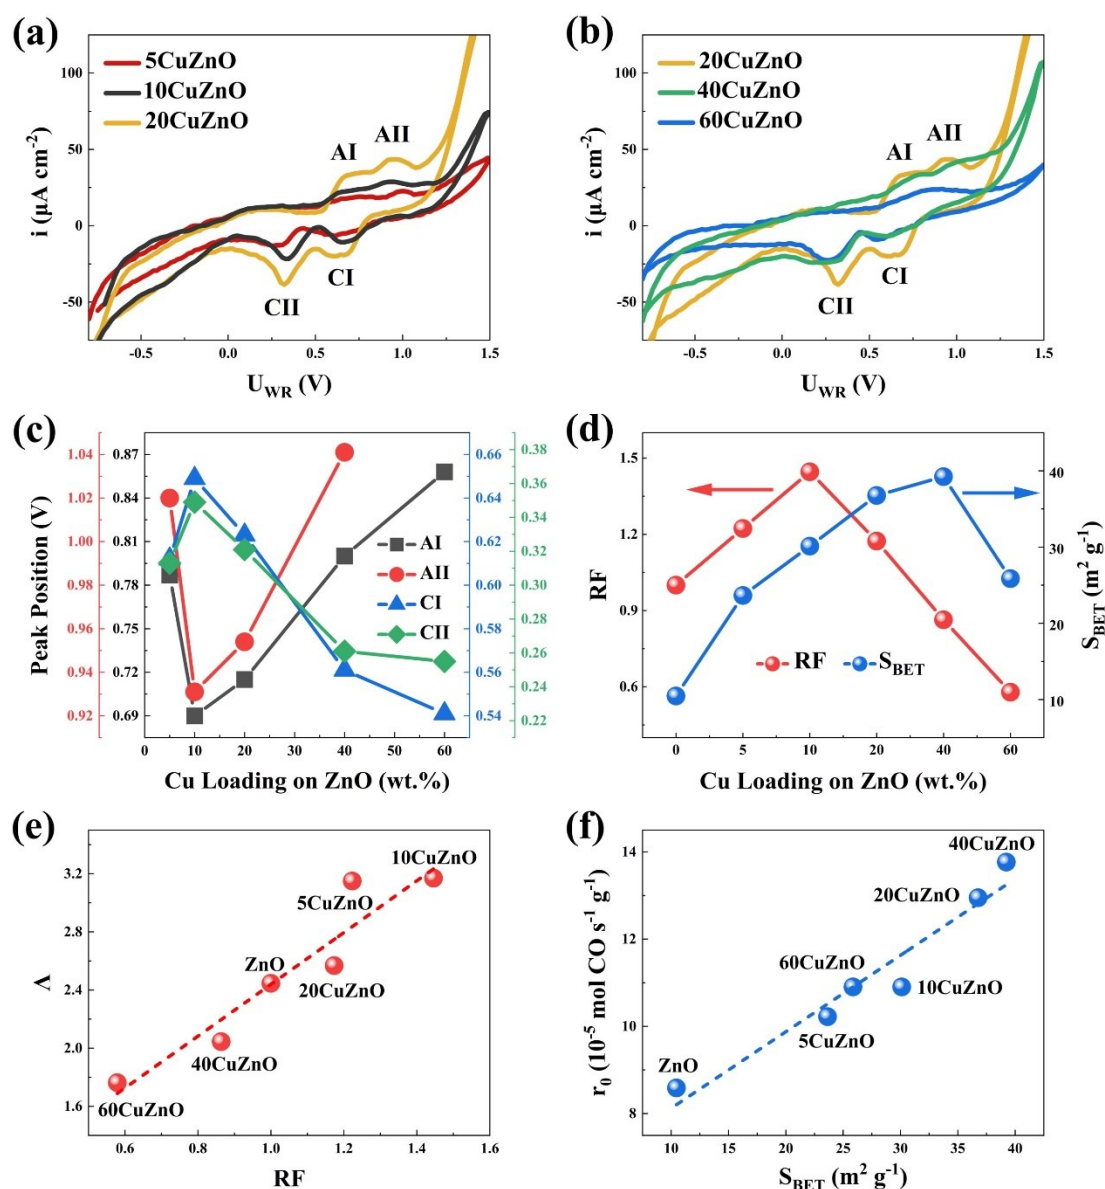 (a)
5CuZnO
10CuZnO
20CuZnO
AI
AII
CI
CII
100
50
0
-50
i (μA cm-2)
-0.5 0.0 0.5 1.0 1.5
UWR (V)
(b)
20CuZnO
40CuZnO
60CuZnO
AI
AII
CI
CII
100
50
0
-50
i (μA cm-2)
-0.5 0.0 0.5 1.0 1.5
UWR (V)
(c)
Peak Position (V)
1.04
1.02
1.00
0.98
0.96
0.94
0.92
0.87
0.84
0.81
0.78
0.75
0.72
0.69
AI
AII
CI
CII
0.66
0.64
0.62
0.60
0.58
0.56
0.54
0.38
0.36
0.34
0.32
0.30
0.28
0.26
0.24
0.22
0 10 20 30 40 50 60
Cu Loading on ZnO (wt.%)
(d)
RF
1.5
1.2
0.9
0.6
RF
SBET
40
30
20
10
SBET (m2 g-1)
0 5 10 20 40 60
Cu Loading on ZnO (wt.%)
(e)
Λ
3.2
2.8
2.4
2.0
1.6
10CuZnO
5CuZnO
ZnO
20CuZnO
40CuZnO
60CuZnO
0.6 0.8 1.0 1.2 1.4 1.6
RF
(f)
r0 (10-5 mol CO s-1 g-1)
14
12
10
8
40CuZnO
20CuZnO
60CuZnO
10CuZnO
5CuZnO
ZnO
10 15 20 25 30 35 40
SBET (m2 g-1)